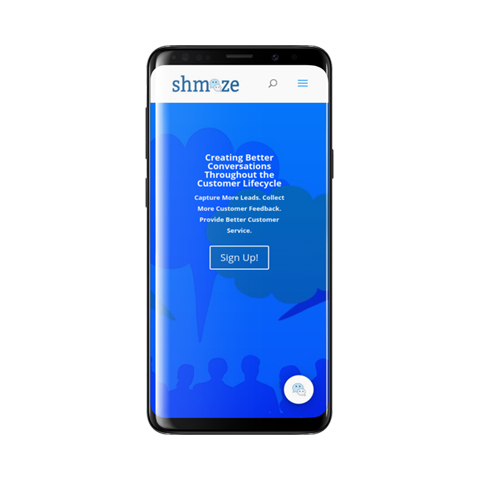 shmooze
Creating Better
Conversations
Throughout the
Customer Lifecycle
Capture More Leads. Collect
More Customer Feedback.
Provide Better Customer
Service.
Sign Up!